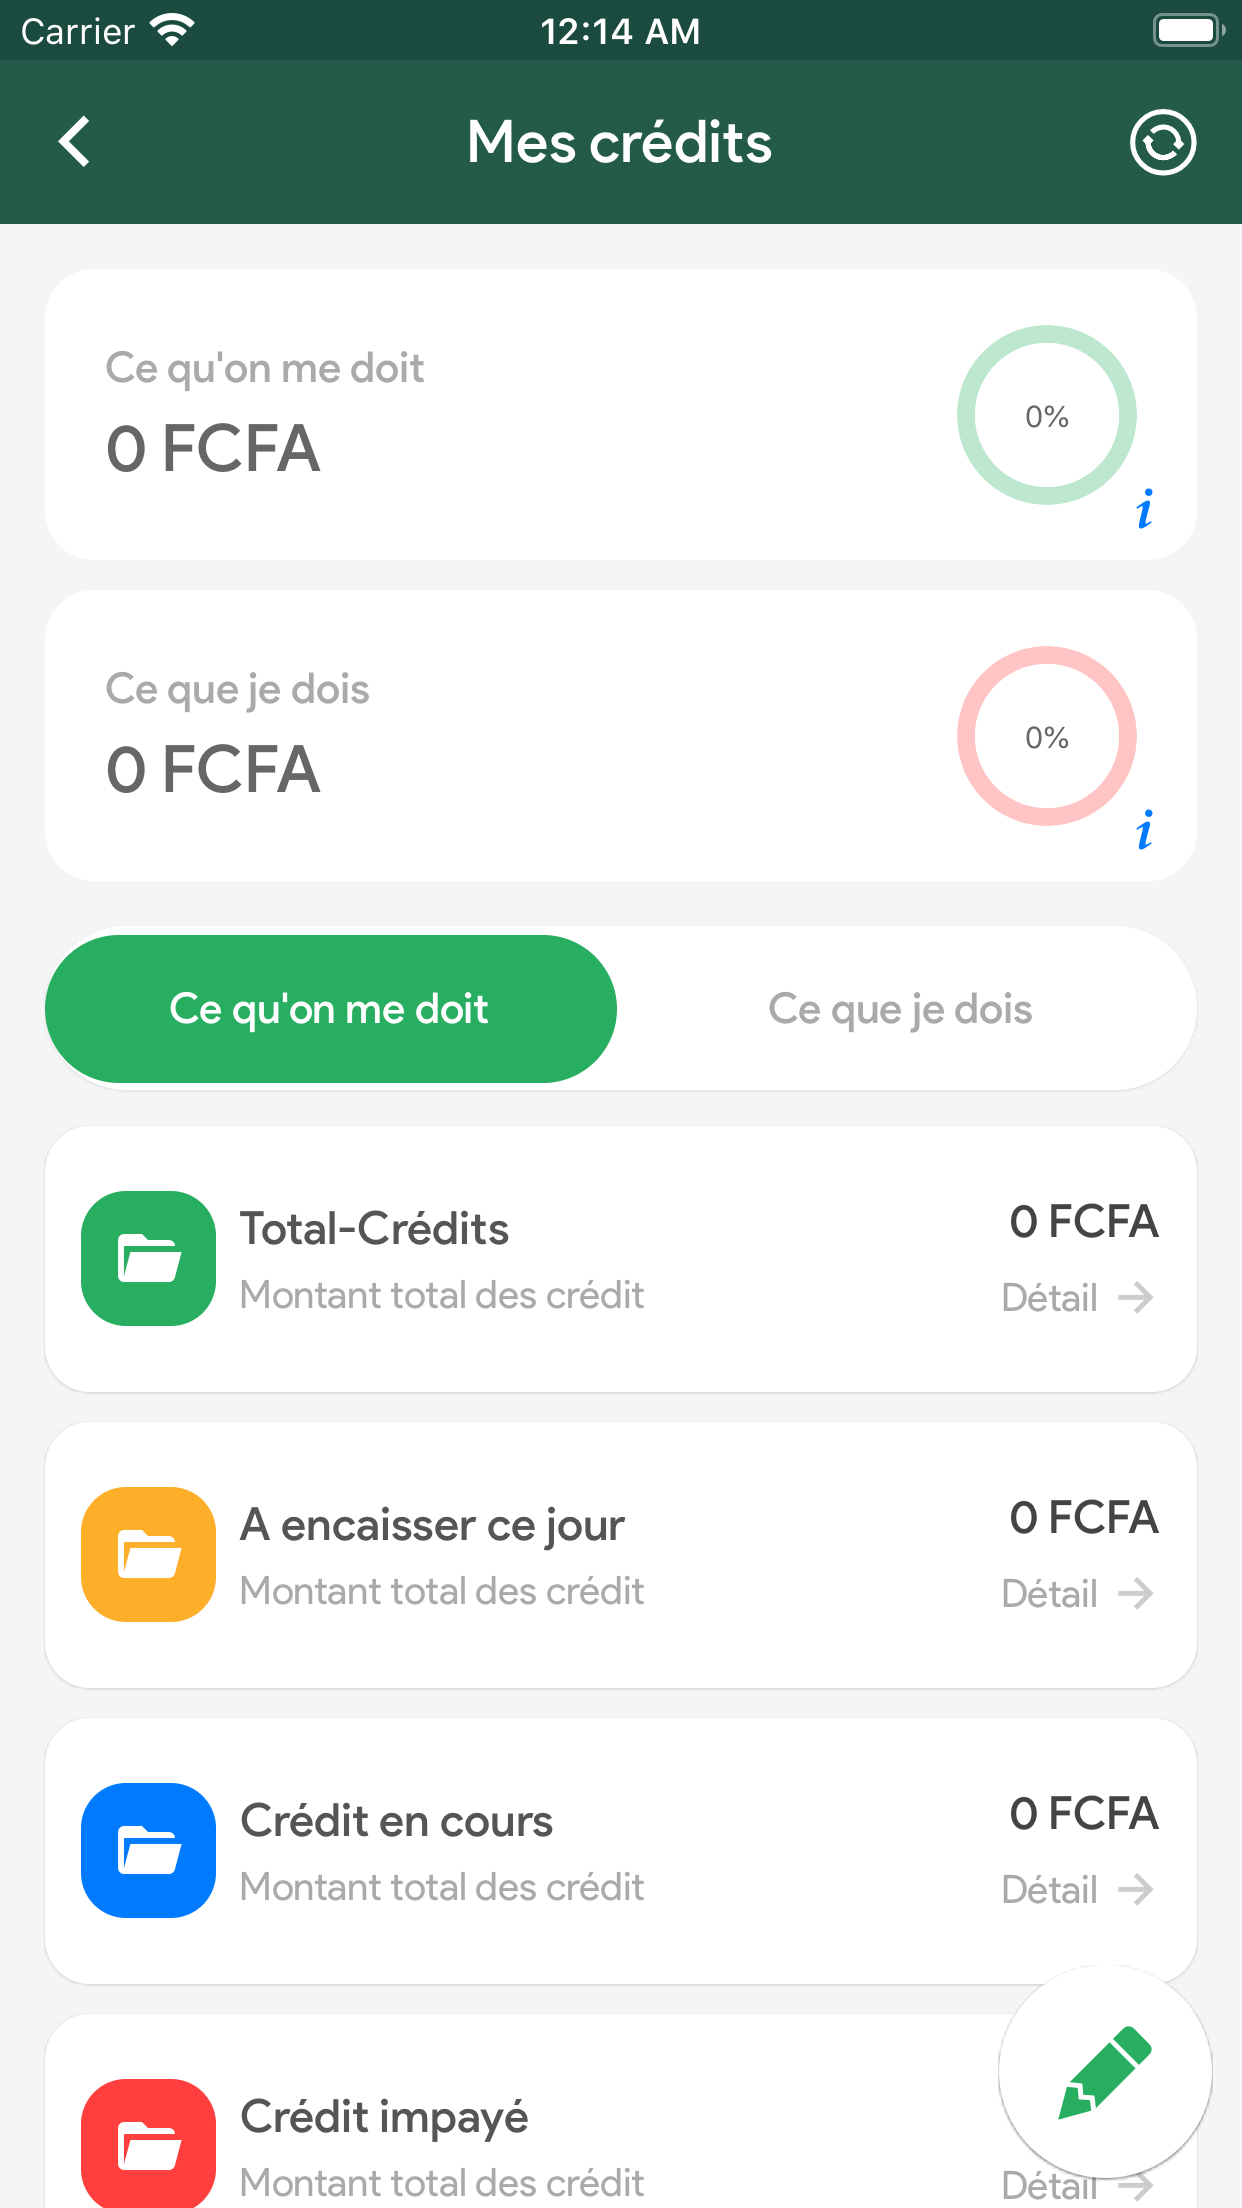 Carrier 12:14 AM
Mes crédits
Ce qu'on me doit
0 FCFA
0%
i
Ce que je dois
0 FCFA
0%
i
Ce qu'on me doit
Ce que je dois
Total-Crédits
0 FCFA
Montant total des crédit
Détail
A encaisser ce jour
0 FCFA
Montant total des crédit
Détail
Crédit en cours
0 FCFA
Montant total des crédit
Détail
Crédit impayé
Montant total des crédit
Détail